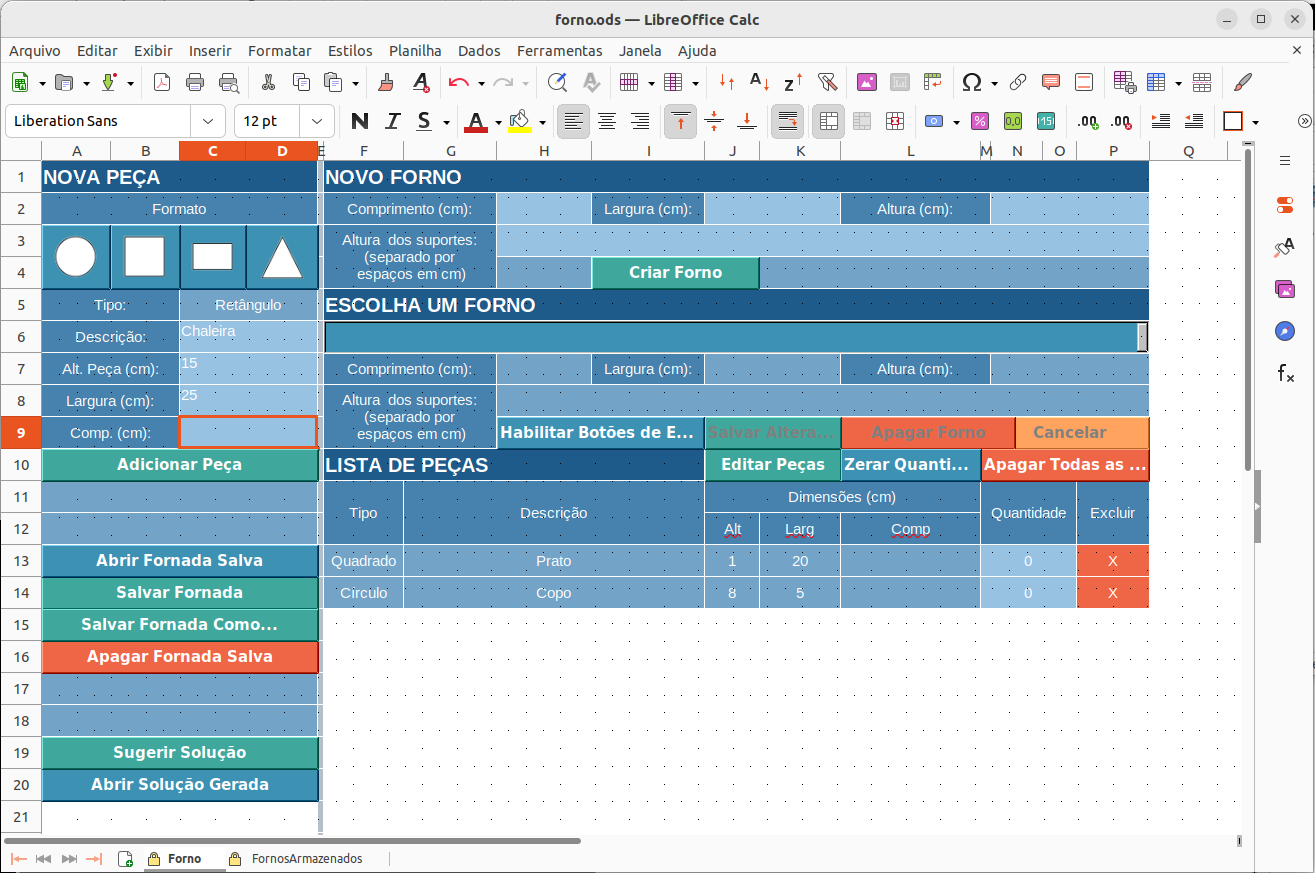 forno.ods — LibreOffice Calc
Arquivo Editar Exibir Inserir Formatar Estilos Planilha Dados Ferramentas Janela Ajuda
Liberation Sans 12 pt N I S A
A B C D E F G H I J K L M N O P Q
1 NOVA PEÇA NOVO FORNO
2 Formato Comprimento (cm): Largura (cm): Altura (cm):
3 Altura dos suportes:
(separado por
4 espaços em cm) Criar Forno
5 Tipo: Retângulo ESCOLHA UM FORNO
6 Descrição: Chaleira
7 Alt. Peça (cm): 15 Comprimento (cm): Largura (cm): Altura (cm):
8 Largura (cm): 25 Altura dos suportes:
(separado por
9 Comp. (cm): espaços em cm) Habilitar Botões de E... Salvar Altera... Apagar Forno Cancelar
10 Adicionar Peça LISTA DE PEÇAS Editar Peças Zerar Quanti... Apagar Todas as ...
11 Tipo Descrição Dimensões (cm) Quantidade Excluir
12 Alt Larg Comp
13 Abrir Fornada Salva Quadrado Prato 1 20 0 X
14 Salvar Fornada Círculo Copo 8 5 0 X
15 Salvar Fornada Como...
16 Apagar Fornada Salva
17
18
19 Sugerir Solução
20 Abrir Solução Gerada
21
Forno FornosArmazenados